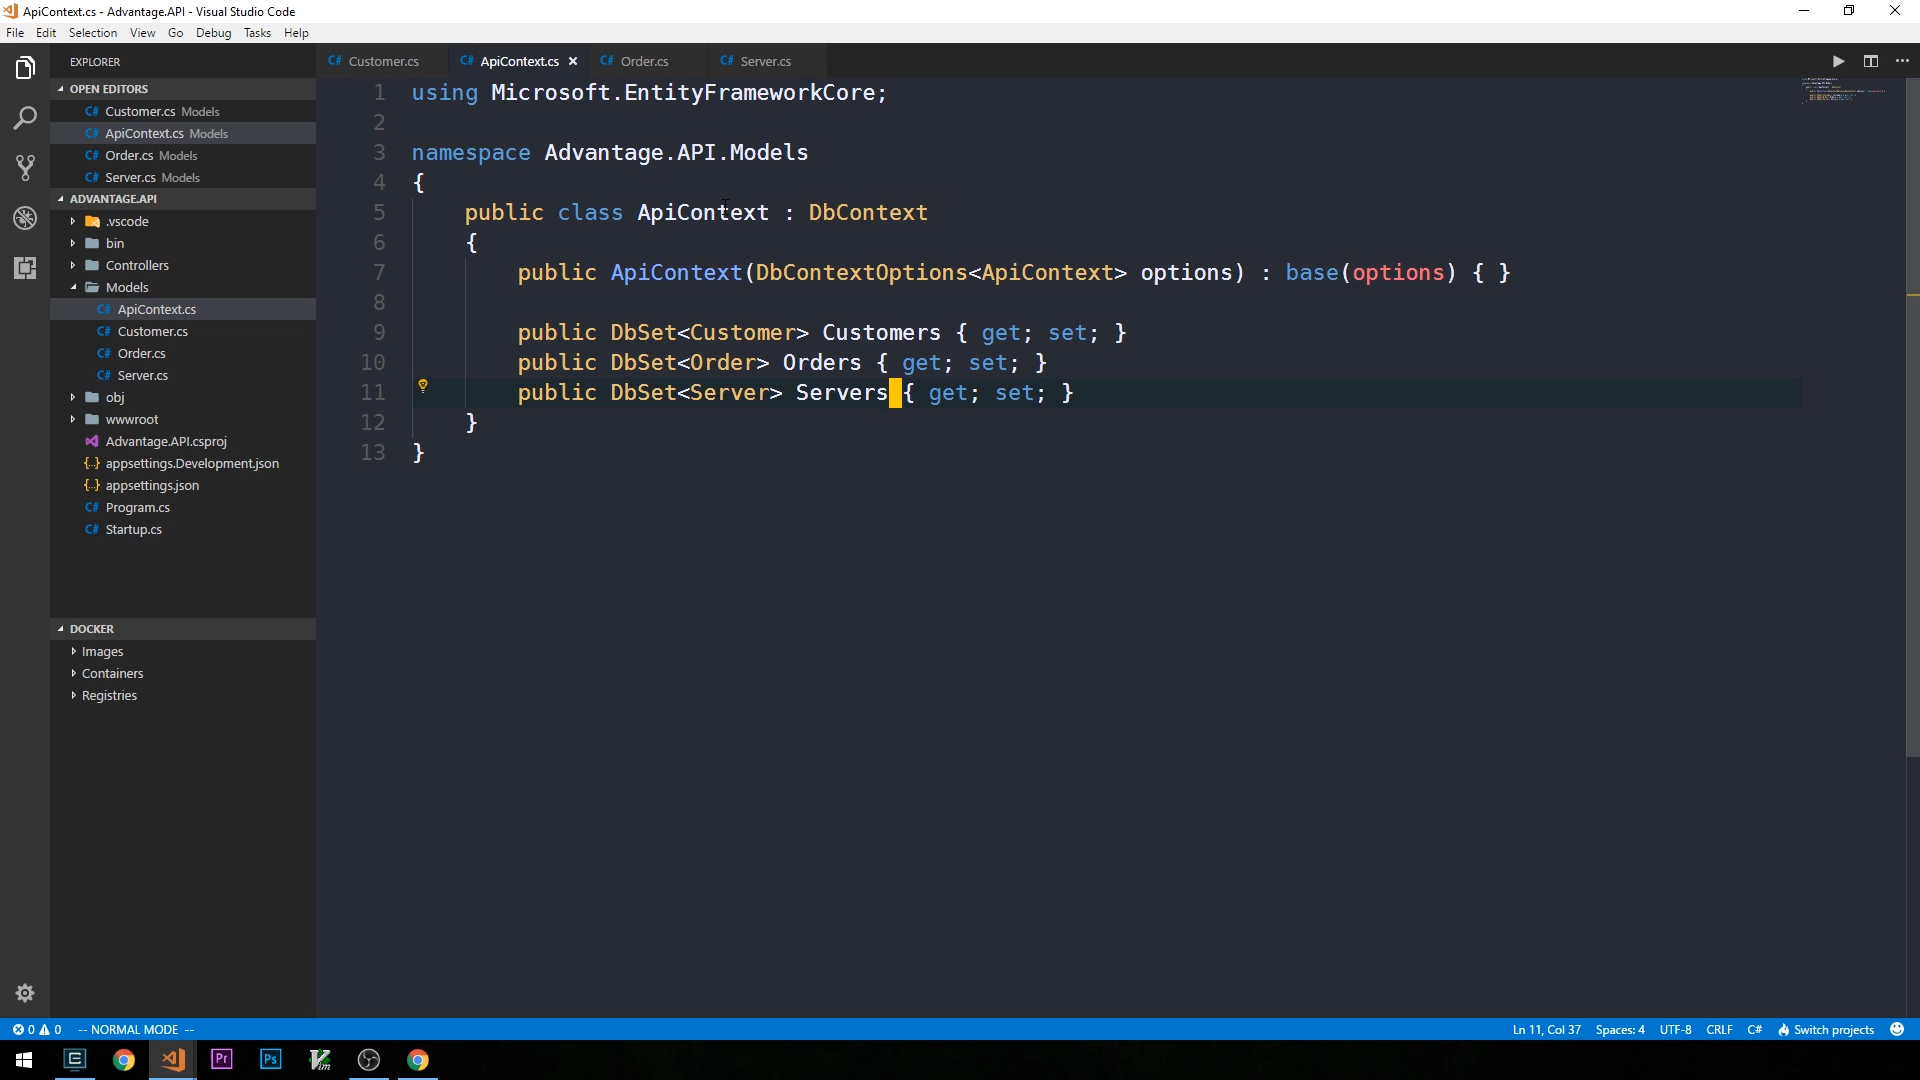 ApiContext.cs - Advantage.API - Visual Studio Code
File Edit Selection View Go Debug Tasks Help
EXPLORER
OPEN EDITORS
C# Customer.cs Models
C# ApiContext.cs Models
C# Order.cs Models
C# Server.cs Models
ADVANTAGE.API
.vscode
bin
Controllers
Models
C# ApiContext.cs
C# Customer.cs
C# Order.cs
C# Server.cs
obj
wwwroot
Advantage.API.csproj
{..} appsettings.Development.json
{..} appsettings.json
C# Program.cs
C# Startup.cs
DOCKER
Images
Containers
Registries
C# Customer.cs C# ApiContext.cs × C# Order.cs C# Server.cs
1 using Microsoft.EntityFrameworkCore;
2
3 namespace Advantage.API.Models
4 {
5 public class ApiContext : DbContext
6 {
7 public ApiContext(DbContextOptions<ApiContext> options) : base(options) { }
8
9 public DbSet<Customer> Customers { get; set; }
10 public DbSet<Order> Orders { get; set; }
11 public DbSet<Server> Servers { get; set; }
12 }
13 }
0 0 -- NORMAL MODE -- Ln 11, Col 37 Spaces: 4 UTF-8 CRLF C# Switch projects
Pr Ps Vim